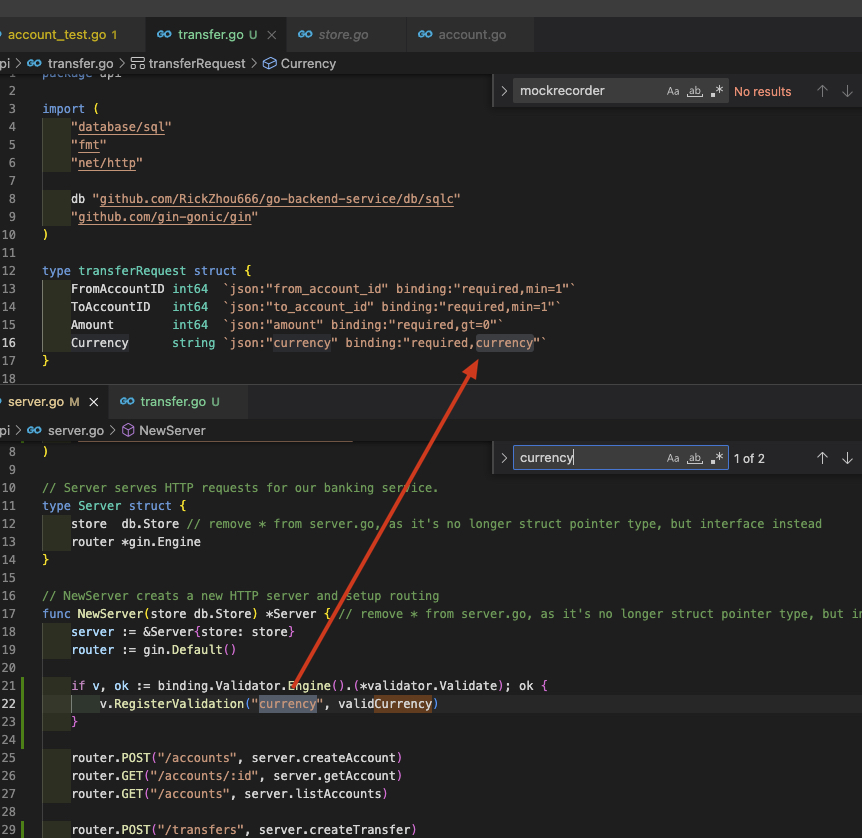 account_test.go 1 GO transfer.go U GO store.go GO account.go
pi > GO transfer.go > transferRequest > Currency
1 package api
mockrecorder Aa ab .* No results
2
3 import (
4 "database/sql"
5 "fmt"
6 "net/http"
7
8 db "github.com/RickZhou666/go-backend-service/db/sqlc"
9 "github.com/gin-gonic/gin"
10 )
11
12 type transferRequest struct {
13 FromAccountID int64 `json:"from_account_id" binding:"required,min=1"`
14 ToAccountID int64 `json:"to_account_id" binding:"required,min=1"`
15 Amount int64 `json:"amount" binding:"required,gt=0"`
16 Currency string `json:"currency" binding:"required,currency"`
17 }
18
server.go M GO transfer.go U
pi > GO server.go > NewServer
currency Aa ab .* 1 of 2
8 )
9
10 // Server serves HTTP requests for our banking service.
11 type Server struct {
12 store db.Store // remove * from server.go, as it's no longer struct pointer type, but interface instead
13 router *gin.Engine
14 }
15
16 // NewServer creats a new HTTP server and setup routing
17 func NewServer(store db.Store) *Server { // remove * from server.go, as it's no longer struct pointer type, but in
18 server := &Server{store: store}
19 router := gin.Default()
20
21 if v, ok := binding.Validator.Engine().(*validator.Validate); ok {
22 v.RegisterValidation("currency", validCurrency)
23 }
24
25 router.POST("/accounts", server.createAccount)
26 router.GET("/accounts/:id", server.getAccount)
27 router.GET("/accounts", server.listAccounts)
28
29 router.POST("/transfers", server.createTransfer)